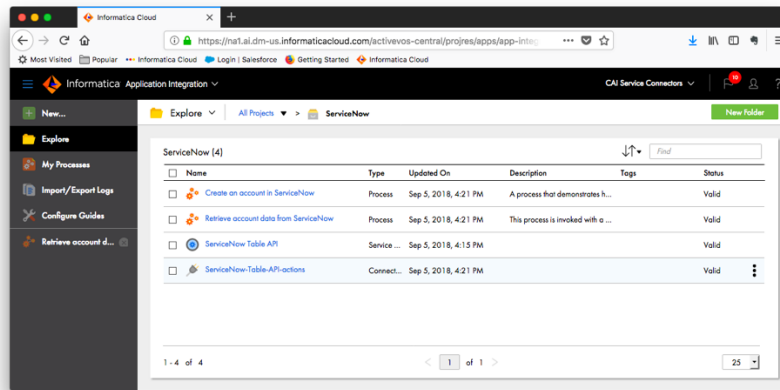 Informatica Cloud
https://na1.ai.dm-us.informaticacloud.com/activevos-central/projres/apps/app-integ
Most Visited Popular Informatica Cloud Login | Salesforce Getting Started Informatica Cloud
Informatica Application Integration CAI Service Connectors 10
New... Explore All Projects > ServiceNow New Folder
Explore
My Processes
Import/Export Logs
Configure Guides
Retrieve account d...
ServiceNow (4) Find
Name Type Updated On Description Tags Status
Create an account in ServiceNow Process Sep 5, 2018, 4:21 PM A process that demonstrates h... Valid
Retrieve account data from ServiceNow Process Sep 5, 2018, 4:21 PM This process is invoked with a ... Valid
ServiceNow Table API Service ... Sep 5, 2018, 4:15 PM Valid
ServiceNow-Table-API-actions Connect... Sep 5, 2018, 4:21 PM Valid
1-4 of 4 < 1 of 1 > 25